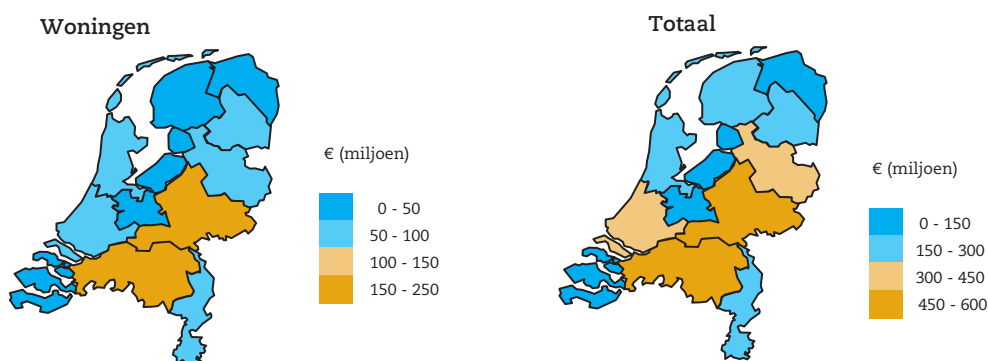 Woningen
€ (miljoen)
0 - 50
50 - 100
100 - 150
150 - 250
Totaal
€ (miljoen)
0 - 150
150 - 300
300 - 450
450 - 600